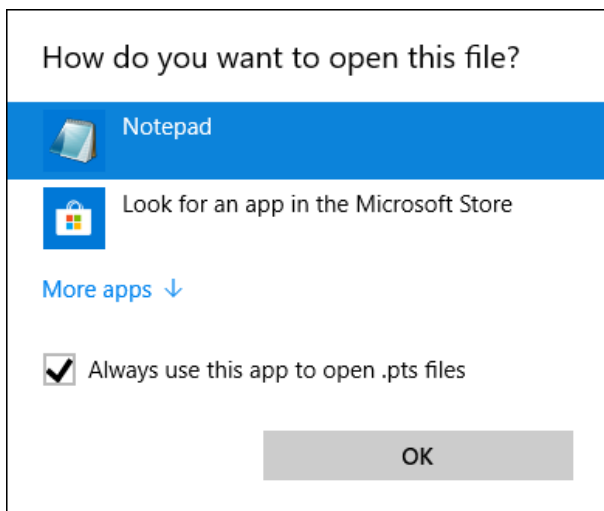 How do you want to open this file?
Notepad
Look for an app in the Microsoft Store
More apps ↓
Always use this app to open .pts files
OK